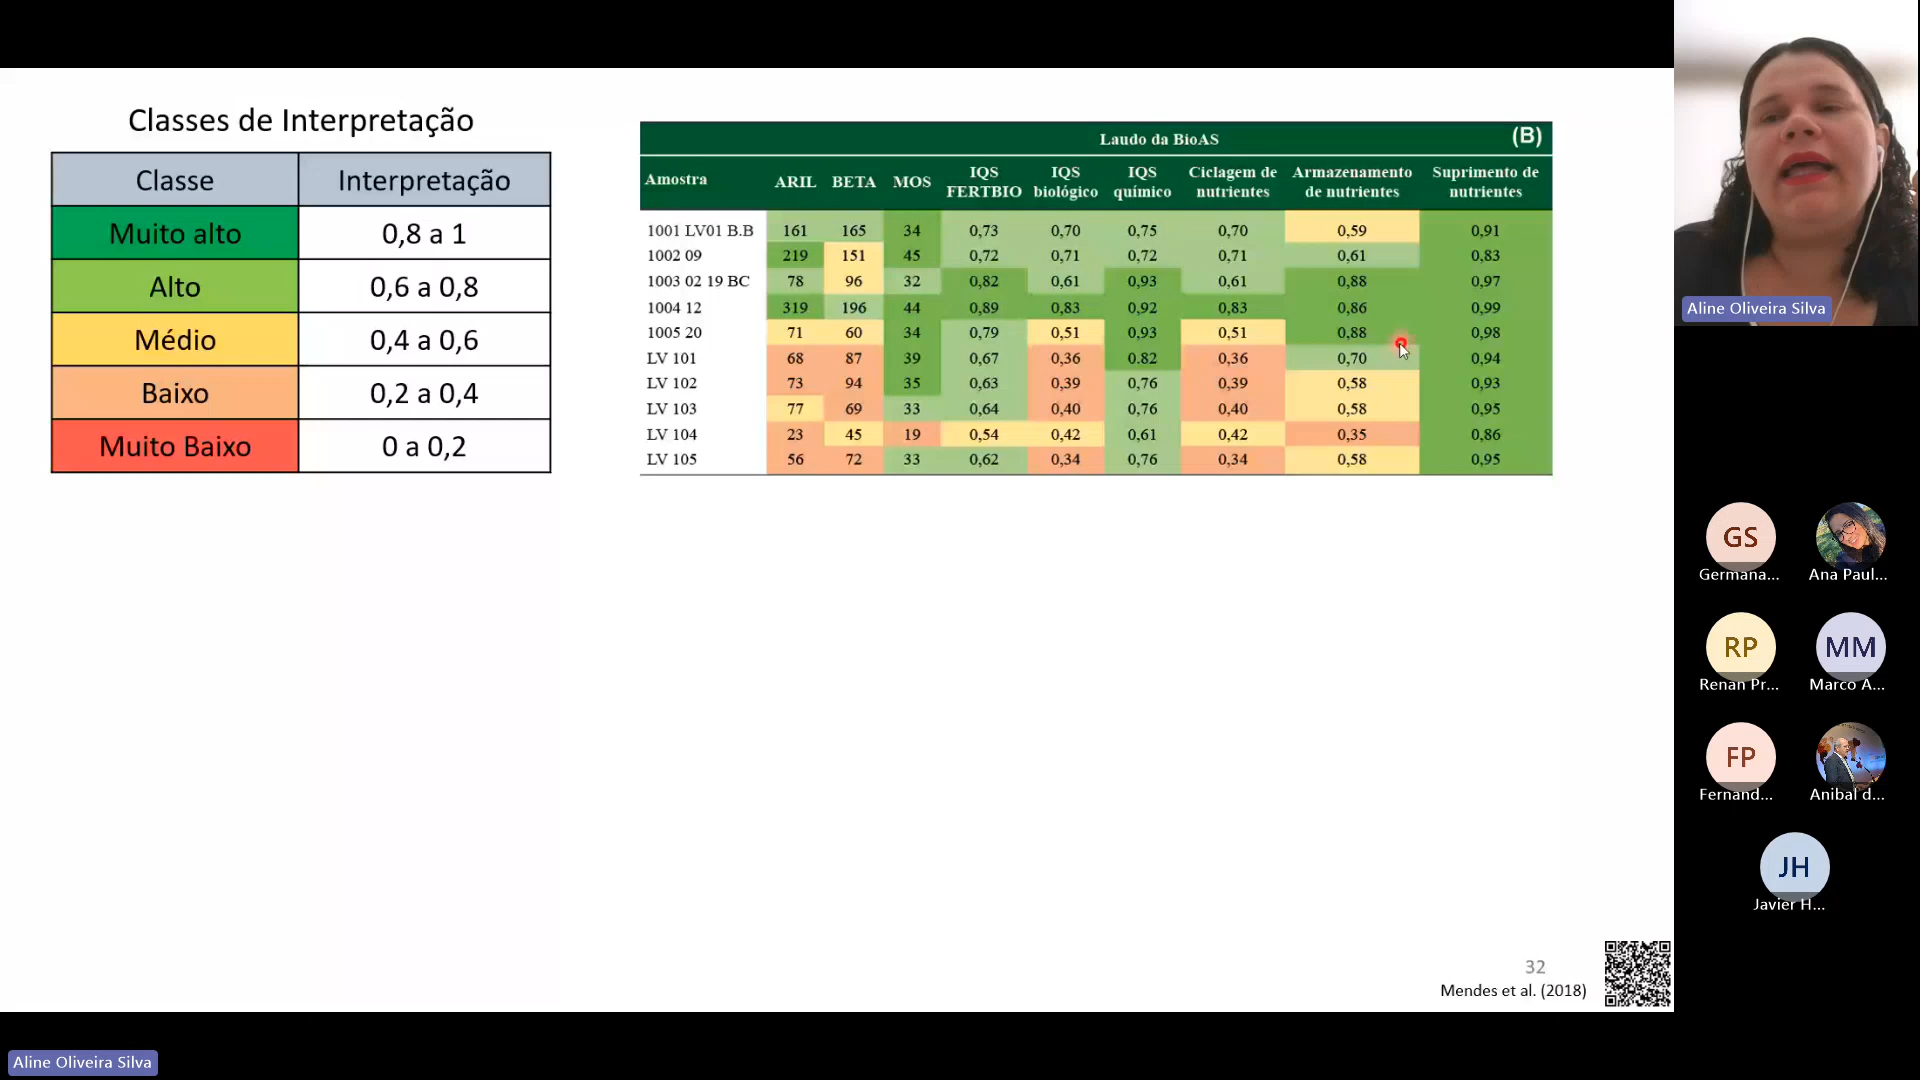 Classes de Interpretação
Classe Interpretação
Muito alto 0,8 a 1
Alto 0,6 a 0,8
Médio 0,4 a 0,6
Baixo 0,2 a 0,4
Muito Baixo 0 a 0,2
Laudo da BioAS (B)
Amostra ARIL BETA MOS IQS FERTBIO IQS biológico IQS químico Ciclagem de nutrientes Armazenamento de nutrientes Suprimento de nutrientes
1001 LV01 B.B 161 165 34 0,73 0,70 0,75 0,70 0,59 0,91
1002 09 219 151 45 0,72 0,71 0,72 0,71 0,61 0,83
1003 02 19 BC 78 96 32 0,82 0,61 0,93 0,61 0,88 0,97
1004 12 319 196 44 0,89 0,83 0,92 0,83 0,86 0,99
1005 20 71 60 34 0,79 0,51 0,93 0,51 0,88 0,98
LV 101 68 87 39 0,67 0,36 0.82 0,36 0,70 0,94
LV 102 73 94 35 0,63 0,39 0,76 0,39 0,58 0,93
LV 103 77 69 33 0,64 0,40 0,76 0,40 0,58 0,95
LV 104 23 45 19 0,54 0,42 0,61 0,42 0,35 0,86
LV 105 56 72 33 0,62 0,34 0,76 0,34 0,58 0,95
32
Mendes et al. (2018)
Aline Oliveira Silva
GS
Germana... Ana Paul...
RP MM
Renan Pr... Marco A...
FP
Fernand... Anibal d...
JH
Javier H...
Aline Oliveira Silva